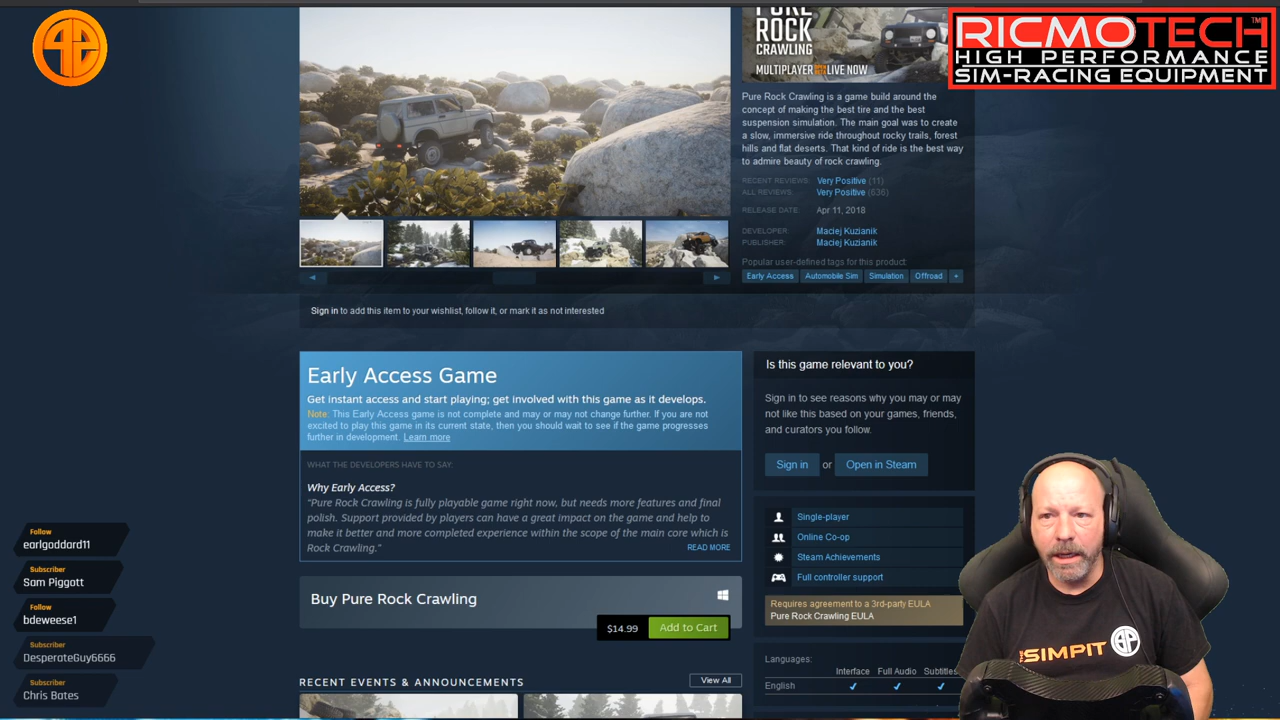 PURE
ROCK
CRAWLING
MULTIPLAYER LIVE NOW
RICMOTECH™
HIGH PERFORMANCE
SIM-RACING EQUIPMENT
Pure Rock Crawling is a game build around the
concept of making the best tire and the best
suspension simulation. The main goal was to create
a slow, immersive ride throughout rocky trails, forest
hills and flat deserts. That kind of ride is the best way
to admire beauty of rock crawling.
RECENT REVIEWS: Very Positive (11)
ALL REVIEWS: Very Positive (636)
RELEASE DATE: Apr 11, 2018
DEVELOPER: Maciej Kuzianik
PUBLISHER: Maciej Kuzianik
Popular user-defined tags for this product:
Early Access Automobile Sim Simulation Offroad +
Sign in to add this item to your wishlist, follow it, or mark it as not interested
Early Access Game
Get instant access and start playing; get involved with this game as it develops.
Note: This Early Access game is not complete and may or may not change further. If you are
not excited to play this game in its current state, then you should wait to see if the game progresses
further in development. Learn more
WHAT THE DEVELOPERS HAVE TO SAY:
Why Early Access?
"Pure Rock Crawling is fully playable game right now, but needs more features and final
polish. Support provided by players can have a great impact on the game and help to
make it better and more completed experience within the scope of the main core which is
Rock Crawling."
READ MORE
Buy Pure Rock Crawling
$14.99 Add to Cart
RECENT EVENTS & ANNOUNCEMENTS
View All
Is this game relevant to you?
Sign in to see reasons why you may or may
not like this based on your games, friends,
and curators you follow.
Sign in or Open in Steam
Single-player
Online Co-op
Steam Achievements
Full controller support
Requires agreement to a 3rd-party EULA
Pure Rock Crawling EULA
Languages:
Interface Full Audio Subtitles
English ✔ ✔ ✔
Follow
earlgoddard11
Subscriber
Sam Piggott
Follow
bdeweese1
Subscriber
DesperateGuy6666
Subscriber
Chris Bates
SIMPIT